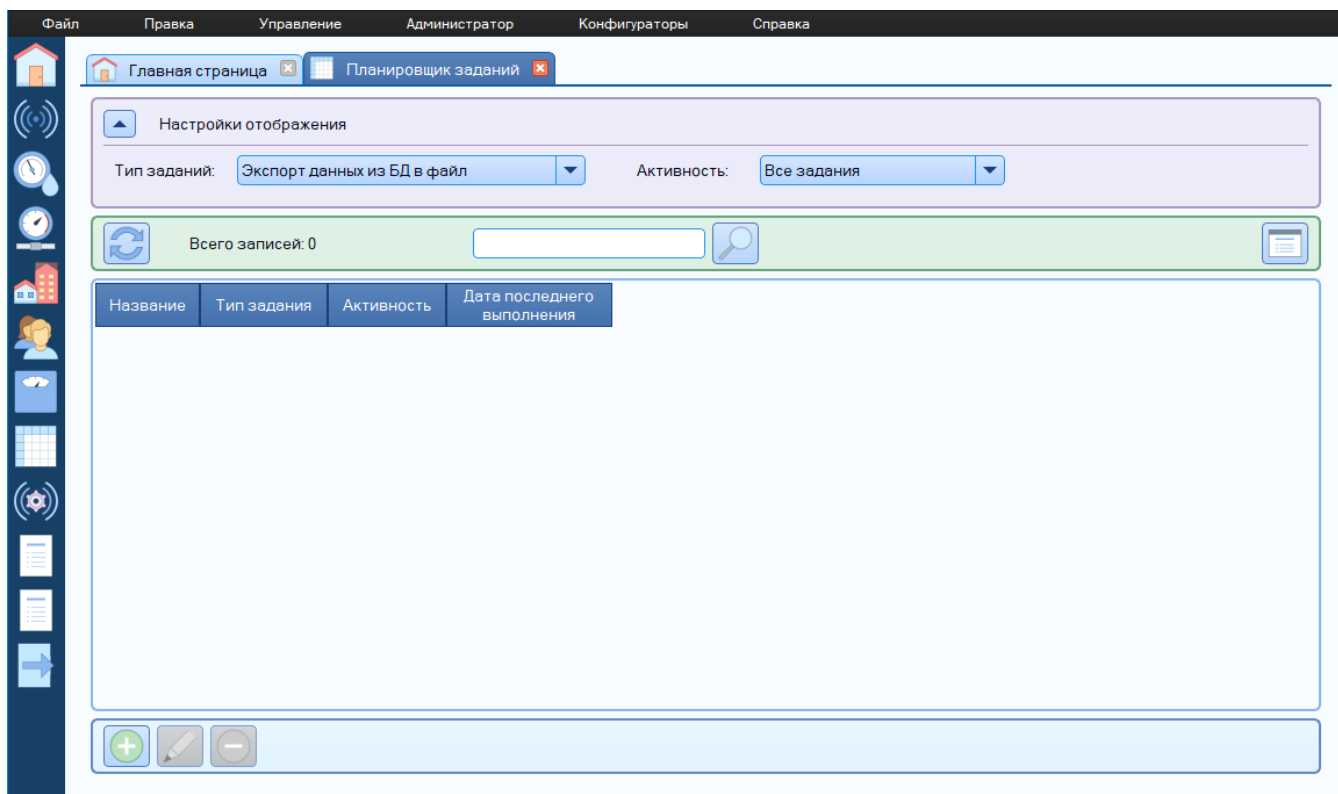 Файл Правка Управление Администратор Конфигураторы Справка
Главная страница Планировщик заданий
Настройки отображения
Тип заданий: Экспорт данных из БД в файл Активность: Все задания
Всего записей: 0
Название Тип задания Активность Дата последнего
выполнения